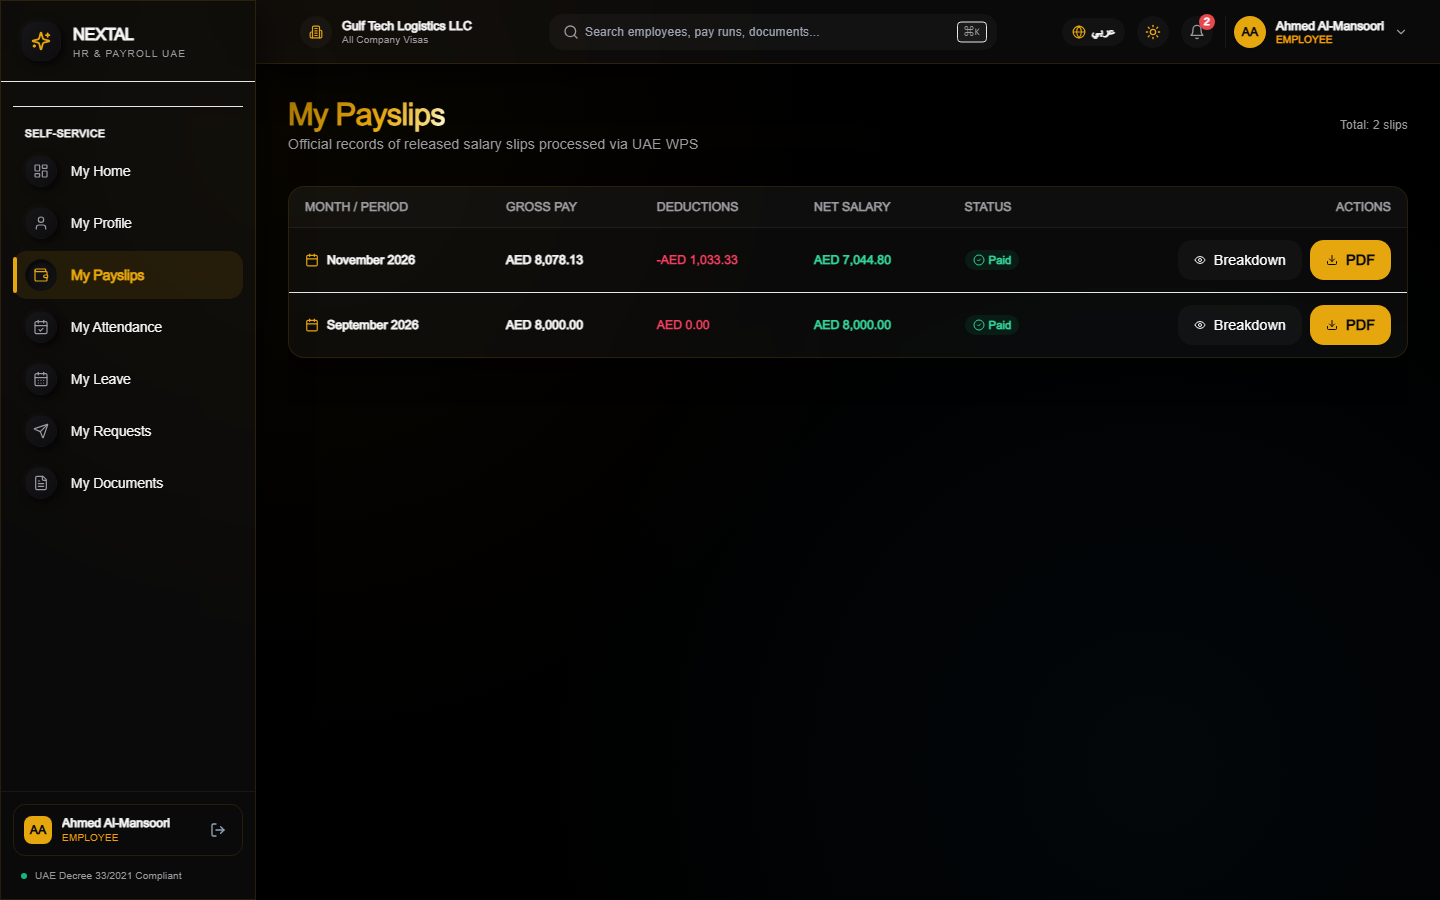 NEXTAL
HR & PAYROLL UAE
SELF-SERVICE
My Home
My Profile
My Payslips
My Attendance
My Leave
My Requests
My Documents
AA
Ahmed Al-Mansoori
EMPLOYEE
UAE Decree 33/2021 Compliant
Gulf Tech Logistics LLC
All Company Visas
Search employees, pay runs, documents...
⌘K
عربي
2
AA
Ahmed Al-Mansoori
EMPLOYEE
My Payslips
Official records of released salary slips processed via UAE WPS
Total: 2 slips
MONTH / PERIOD GROSS PAY DEDUCTIONS NET SALARY STATUS ACTIONS
November 2026 AED 8,078.13 -AED 1,033.33 AED 7,044.80 Paid Breakdown PDF
September 2026 AED 8,000.00 AED 0.00 AED 8,000.00 Paid Breakdown PDF